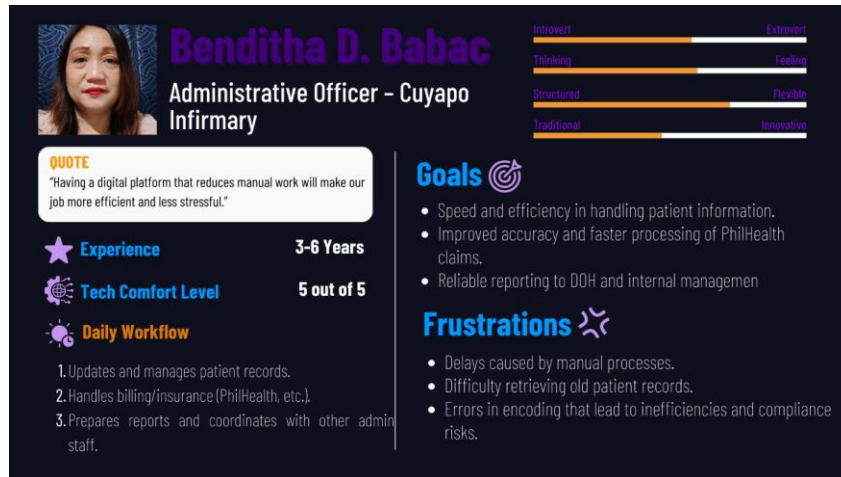 Benditha D. Babac
Administrative Officer – Cuyapo
Infirmary
Introvert Extrovert
Thinking Feeling
Structured Flexible
Traditional Innovative
QUOTE
“Having a digital platform that reduces manual work will make our
job more efficient and less stressful.”
Experience 3-6 Years
Tech Comfort Level 5 out of 5
Daily Workflow
1. Updates and manages patient records.
2. Handles billing/insurance (PhilHealth, etc.).
3. Prepares reports and coordinates with other admin
staff.
Goals
• Speed and efficiency in handling patient information.
• Improved accuracy and faster processing of PhilHealth
claims.
• Reliable reporting to DOH and internal managemen
Frustrations
• Delays caused by manual processes.
• Difficulty retrieving old patient records.
• Errors in encoding that lead to inefficiencies and compliance
risks.